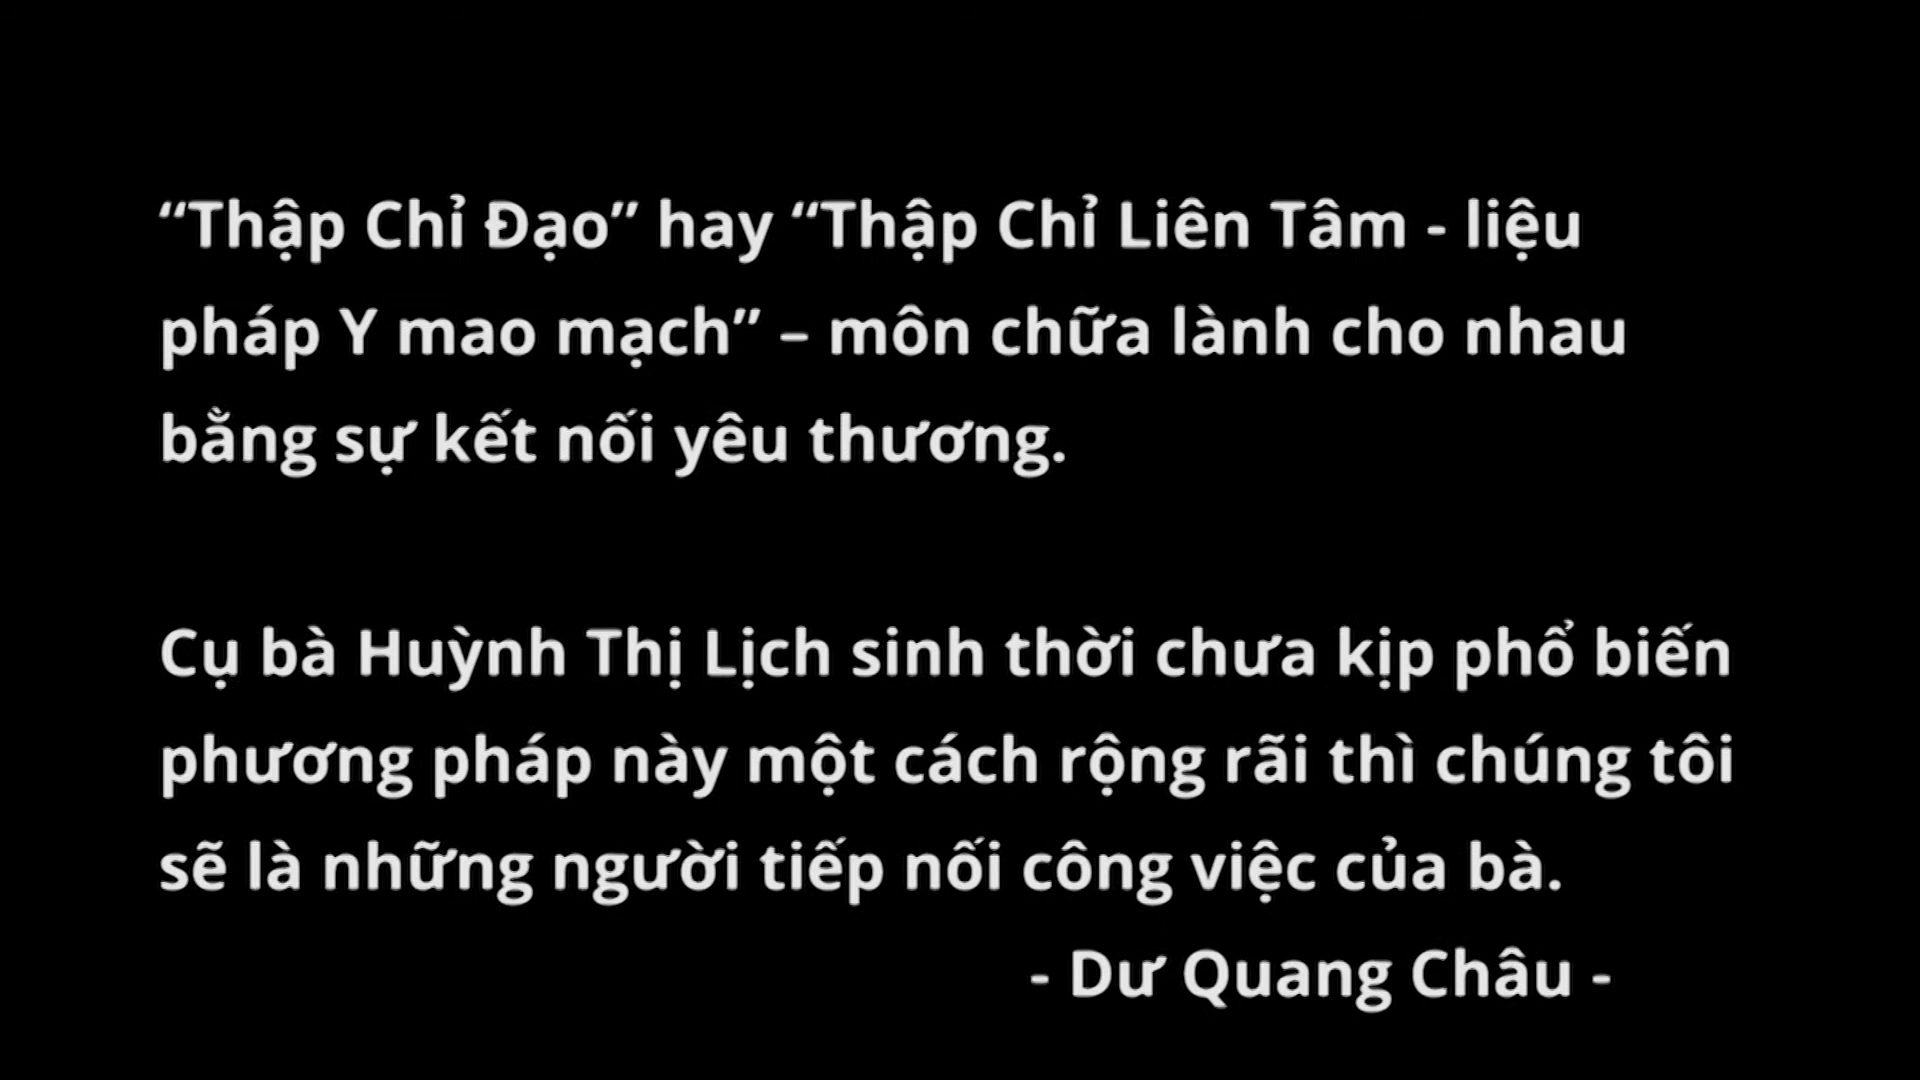 “Thập Chỉ Đạo” hay “Thập Chỉ Liên Tâm - liệu
pháp Y mao mạch” – môn chữa lành cho nhau
bằng sự kết nối yêu thương.
Cụ bà Huỳnh Thị Lịch sinh thời chưa kịp phổ biến
phương pháp này một cách rộng rãi thì chúng tôi
sẽ là những người tiếp nối công việc của bà.
- Dư Quang Châu -